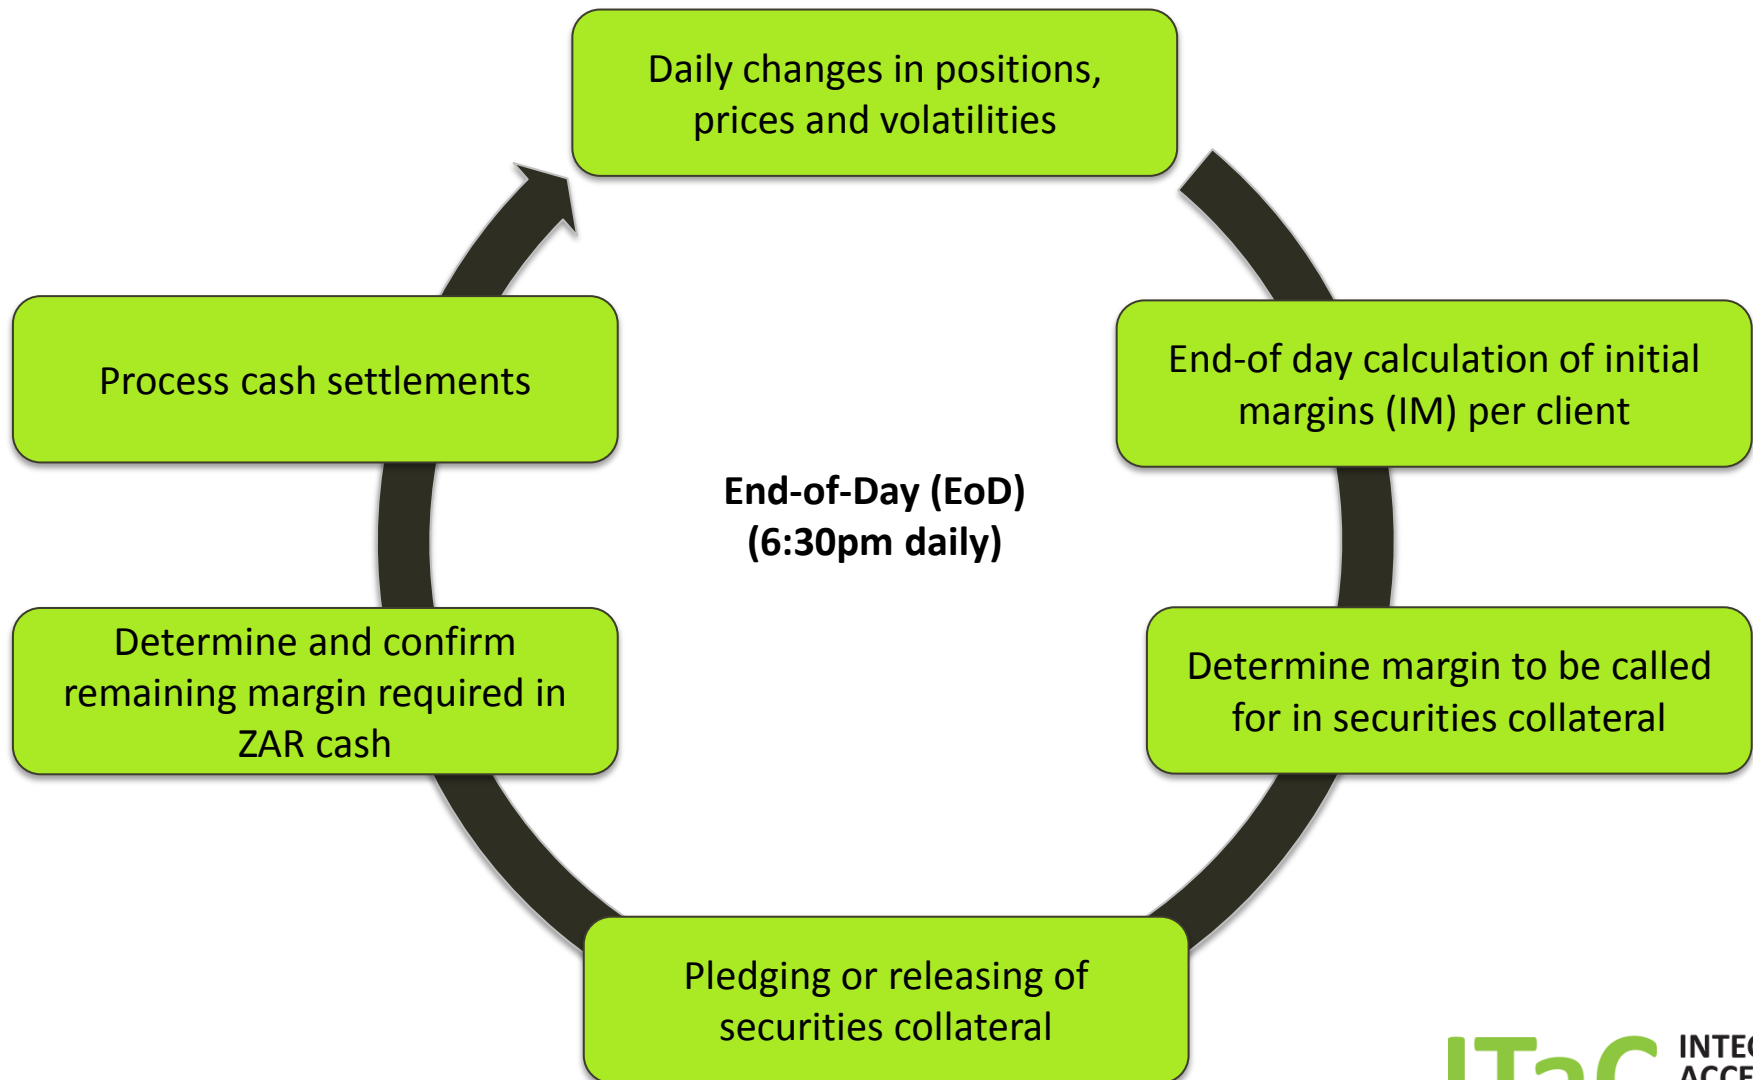 Daily changes in positions,
prices and volatilities
End-of day calculation of initial
margins (IM) per client
Process cash settlements
End-of-Day (EoD)
(6:30pm daily)
Determine and confirm
remaining margin required in
ZAR cash
Determine margin to be called
for in securities collateral
Pledging or releasing of
securities collateral
ITaC